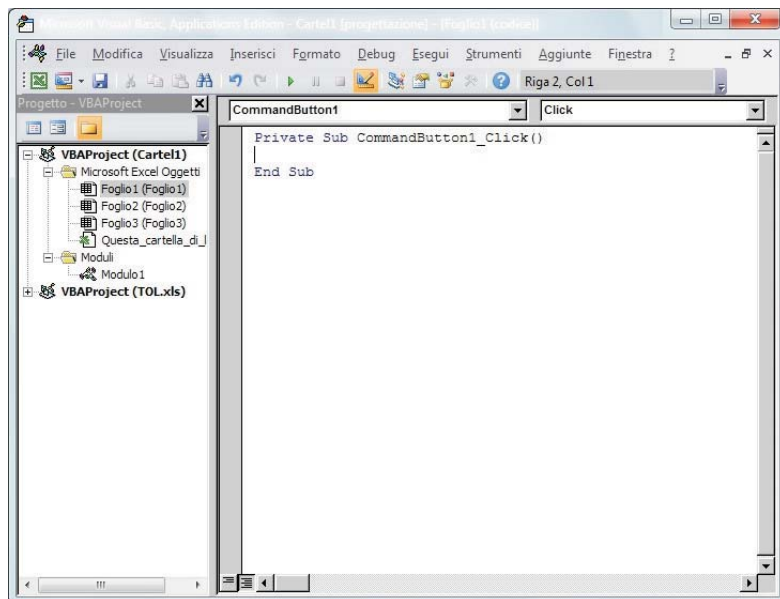 Microsoft Visual Basic, Applications Edition - Cartel1 [progettazione] - [Foglio1 (codice)]
File Modifica Visualizza Inserisci Formato Debug Esegui Strumenti Aggiunte Finestra ?
Riga 2, Col 1
Progetto - VBAProject
CommandButton1 Click
VBAProject (Cartel1)
Microsoft Excel Oggetti
Foglio1 (Foglio1)
Foglio2 (Foglio2)
Foglio3 (Foglio3)
Questa_cartella_di_l
Moduli
Modulo1
VBAProject (TOL.xls)
Private Sub CommandButton1_Click()
End Sub